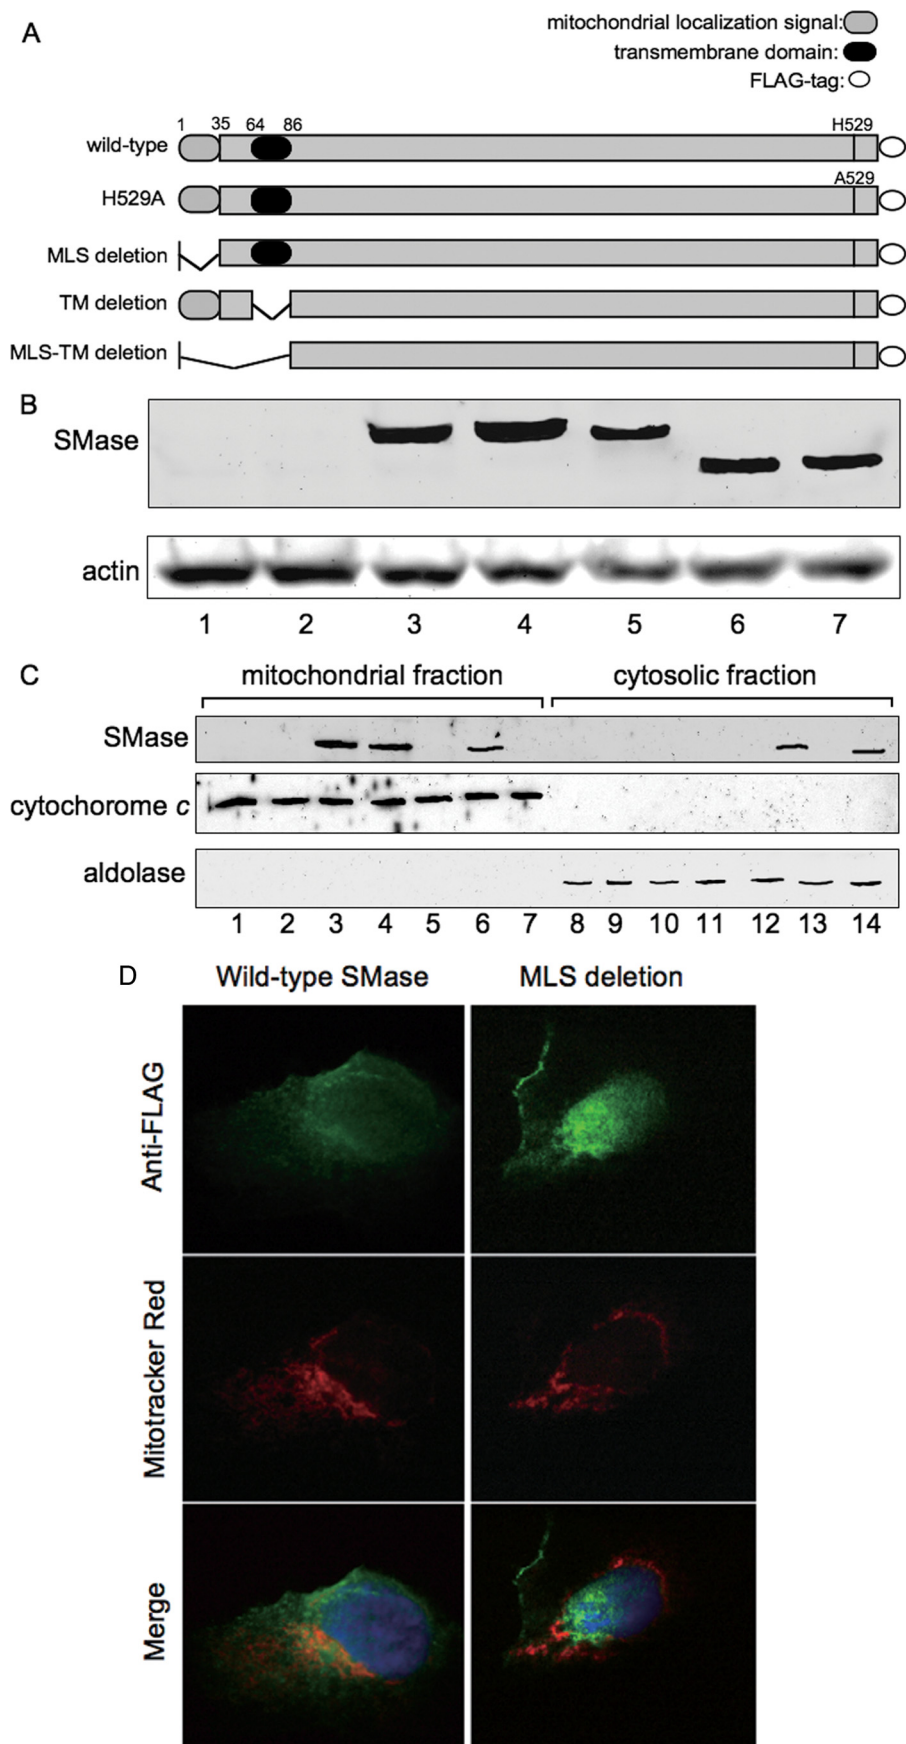 A
mitochondrial localization signal:
transmembrane domain:
FLAG-tag:
1 35 64 86 H529
wild-type
A529
H529A
MLS deletion
TM deletion
MLS-TM deletion
B
SMase
actin
1 2 3 4 5 6 7
C
mitochondrial fraction cytosolic fraction
SMase
cytochorome c
aldolase
1 2 3 4 5 6 7 8 9 10 11 12 13 14
D
Wild-type SMase MLS deletion
Anti-FLAG
Mitotracker Red
Merge